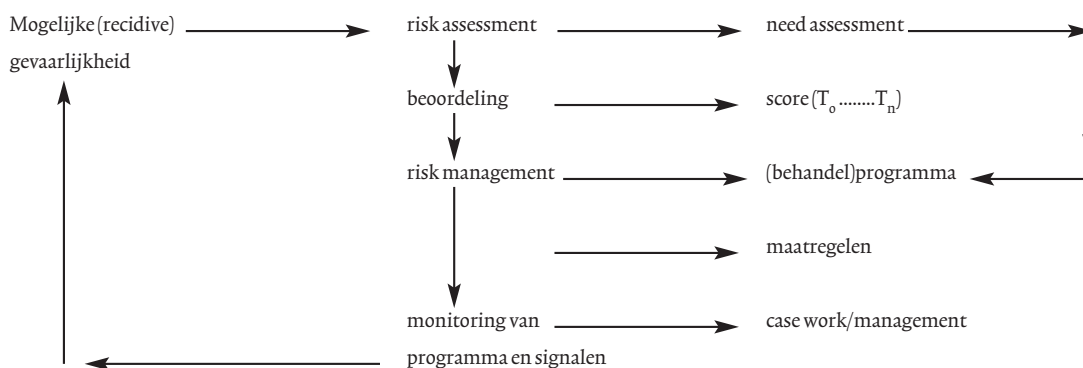 Mogelijke (recidive) risk assessment need assessment
gevaarlijkheid
beoordeling score (To ........Tn)
risk management (behandel)programma
maatregelen
monitoring van case work/management
programma en signalen